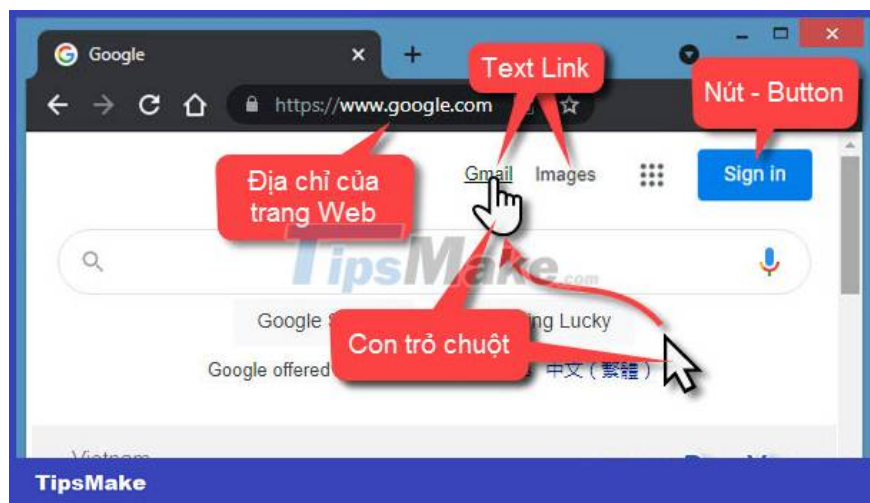 Google
Text Link
Nút - Button
https://www.google.com
Địa chỉ của
trang Web
Gmail
Images
Sign in
TipsMake.com
Google
ing Lucky
Con trỏ chuột
Google offered
中文（繁體）
Vietnam
TipsMake